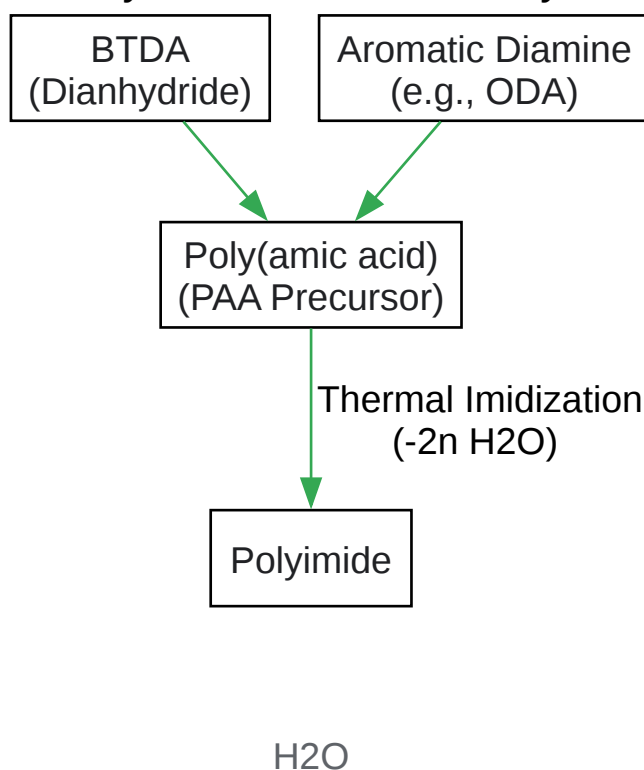 BTDA
(Dianhydride)
Aromatic Diamine
(e.g., ODA)
Poly(amic acid)
(PAA Precursor)
Thermal Imidization
(-2n H2O)
Polyimide
H2O